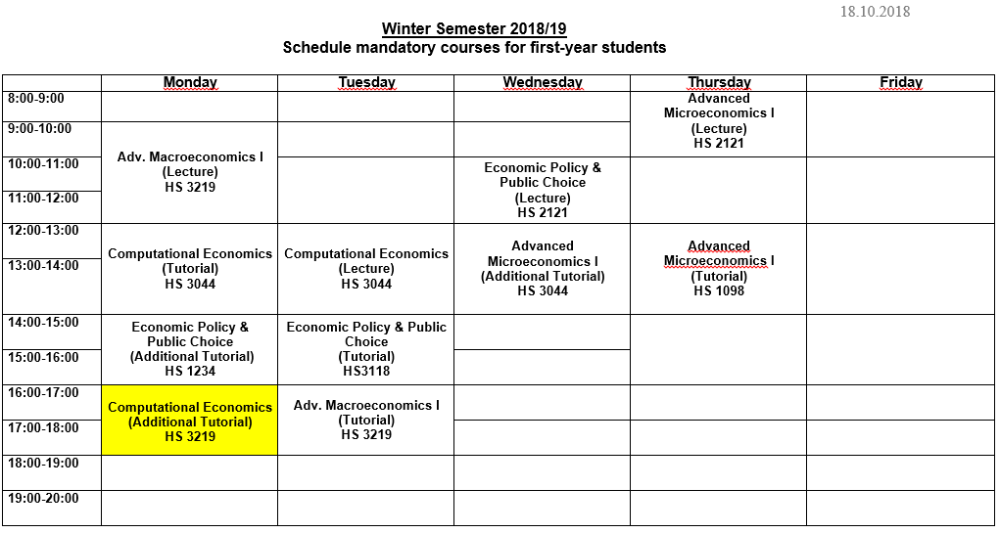 18.10.2018
Winter Semester 2018/19
Schedule mandatory courses for first-year students
Monday Tuesday Wednesday Thursday Friday
8:00-9:00
Advanced
Microeconomics I
(Lecture)
HS 2121
9:00-10:00
Adv. Macroeconomics I
(Lecture)
HS 3219
10:00-11:00
Economic Policy &
Public Choice
(Lecture)
HS 2121
11:00-12:00
12:00-13:00
Computational Economics
(Tutorial)
HS 3044
Computational Economics
(Lecture)
HS 3044
Advanced
Microeconomics I
(Additional Tutorial)
HS 3044
Advanced
Microeconomics I
(Tutorial)
HS 1098
13:00-14:00
14:00-15:00
Economic Policy &
Public Choice
(Additional Tutorial)
HS 1234
Economic Policy & Public
Choice
(Tutorial)
HS3118
15:00-16:00
16:00-17:00
Computational Economics
(Additional Tutorial)
HS 3219
Adv. Macroeconomics I
(Tutorial)
HS 3219
17:00-18:00
18:00-19:00
19:00-20:00